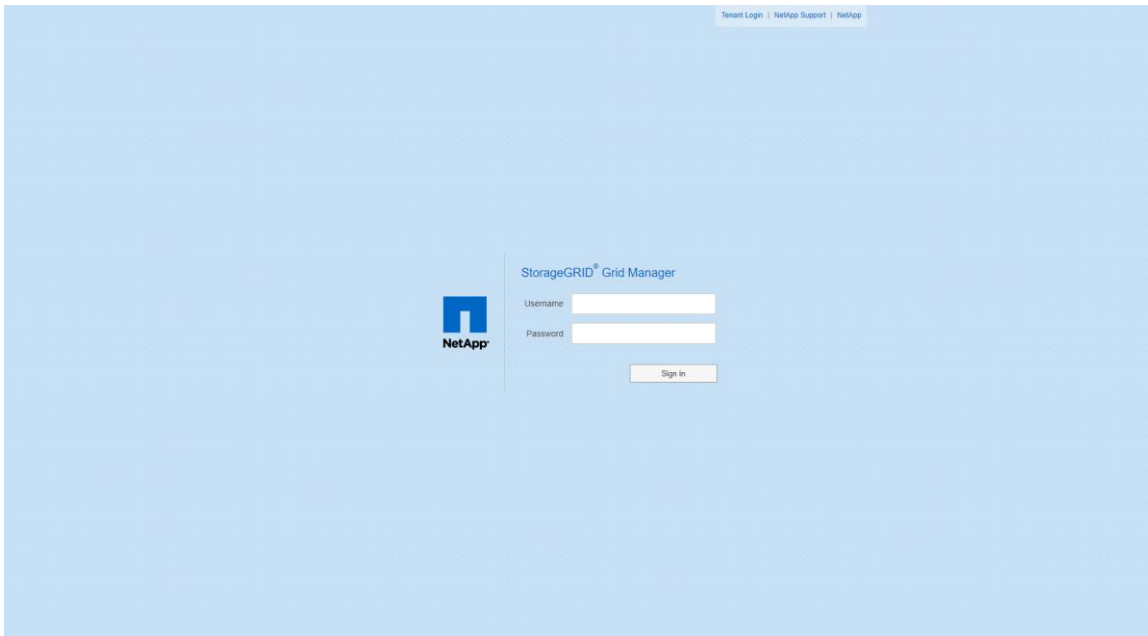 Tenant Login | NetApp Support | NetApp
StorageGRID® Grid Manager
Username
NetApp
Password
Sign in